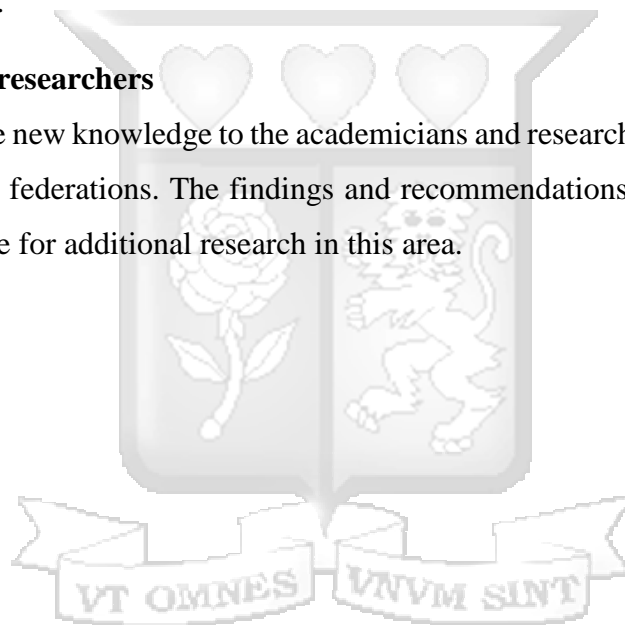 .
researchers
e new knowledge to the academicians and research
federations. The findings and recommendations
e for additional research in this area.
VT OMNES VNVM SINT